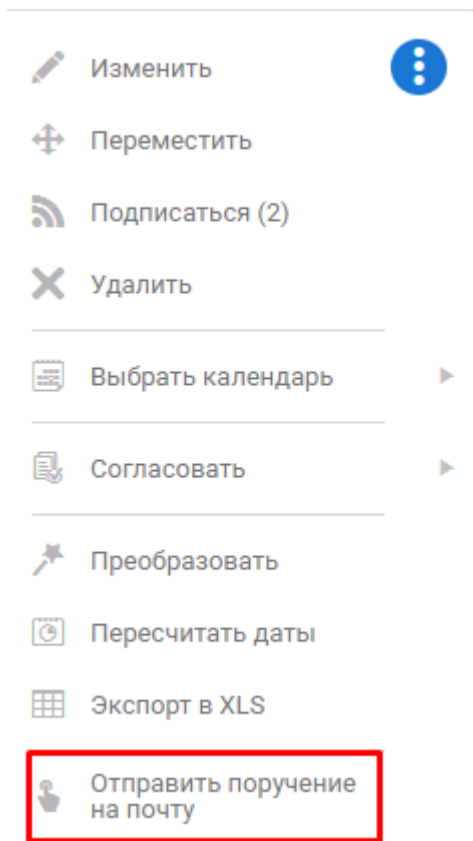 Изменить
Переместить
Подписаться (2)
Удалить
Выбрать календарь
Согласовать
Преобразовать
Пересчитать даты
Экспорт в XLS
Отправить поручение
на почту